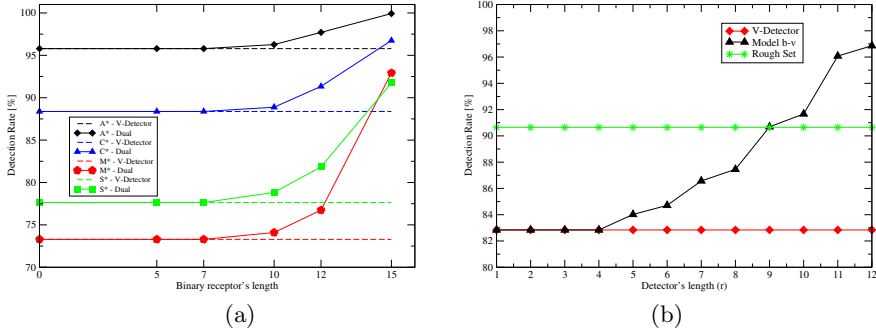 100
95
90
85
80
75
70
Detection Rate [%]
A* - V-Detector
A* - Dual
C* - V-Detector
C* - Dual
M* - V-Detector
M* - Dual
S* - V-Detector
S* - Dual
0 5 7 10 12 15
Binary receptor's length
(a)
100
98
96
94
92
90
88
86
84
82
80
Detection Rate [%]
V-Detector
Model b-v
Rough Set
1 2 3 4 5 6 7 8 9 10 11 12
Detector's length (r)
(b)